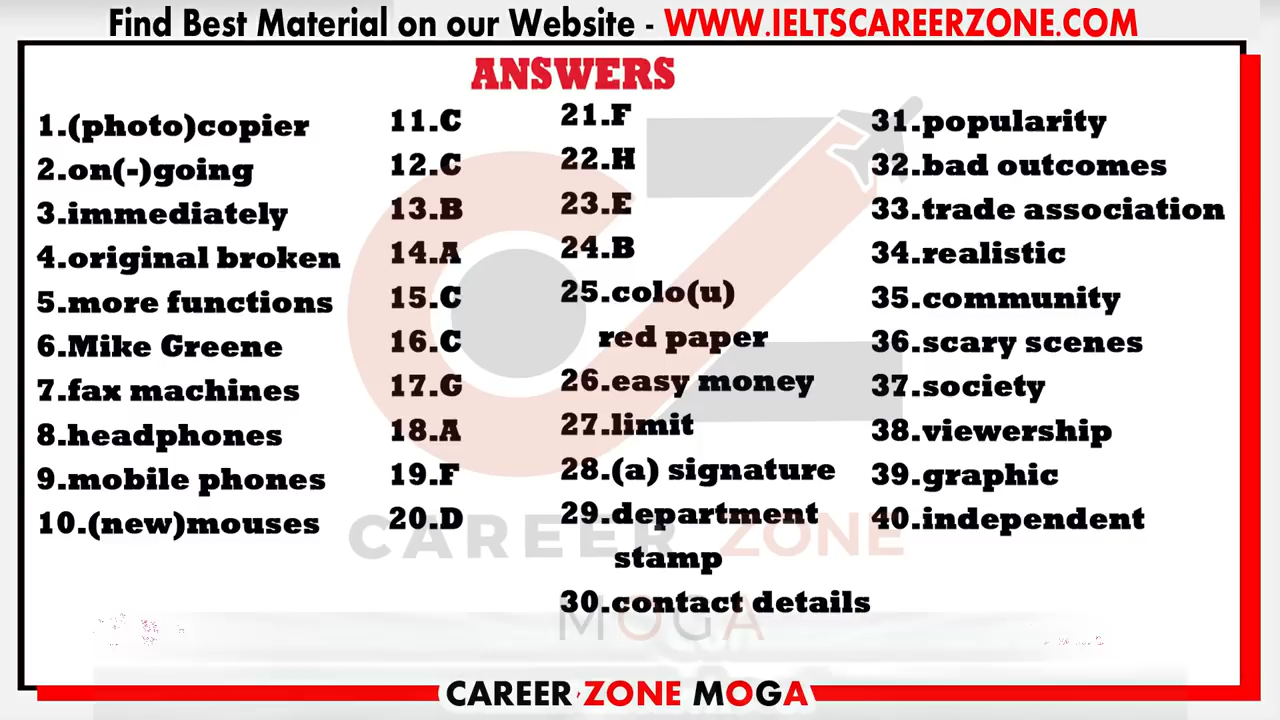 Find Best Material on our Website - WWW.IELTSCAREERZONE.COM
ANSWERS
1.(photo)copier
2.on(-)going
3.immediately
4.original broken
5.more functions
6.Mike Greene
7.fax machines
8.headphones
9.mobile phones
10.(new)mouses
11.C
12.C
13.B
14.A
15.C
16.C
17.G
18.A
19.F
20.D
21.F
22.H
23.E
24.B
25.colo(u)
red paper
26.easy money
27.limit
28.(a) signature
29.department
stamp
30.contact details
31.popularity
32.bad outcomes
33.trade association
34.realistic
35.community
36.scary scenes
37.society
38.viewership
39.graphic
40.independent
CAREER ZONE
MOGA
CAREER ZONE MOGA